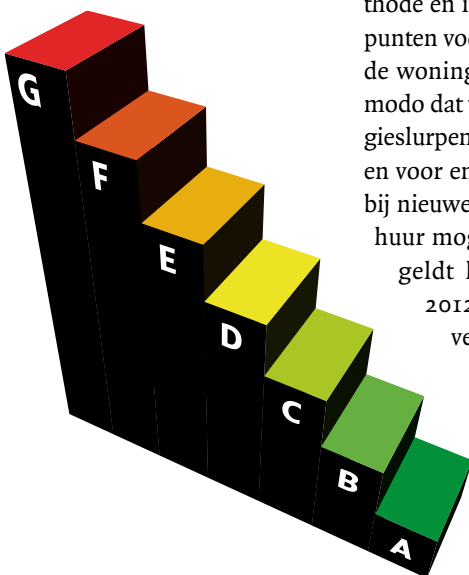 thode en i
punten voo
de woning
modo dat
gieslurpen
en voor en
bij nieuwe
huur mog
geldt
2012
ve
G
F
E
D
C
B
A